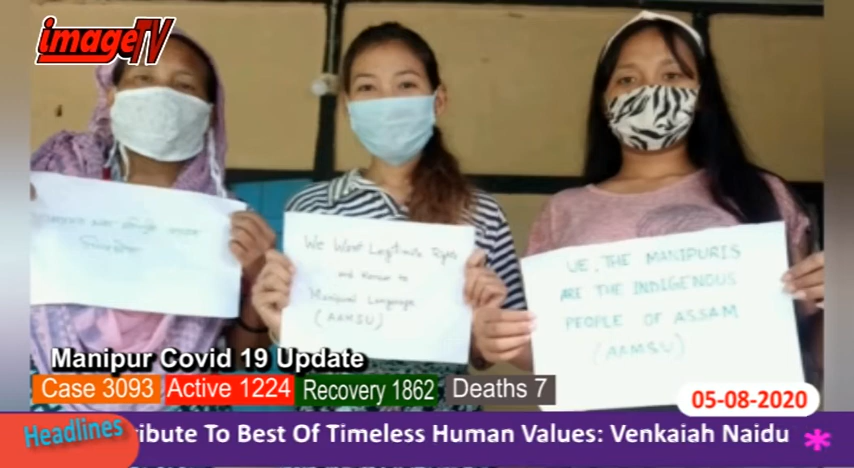 imageTV
We Want Legitimate Rights
and Honour to
Manipuri Language
(AAMSU)
WE, THE MANIPURIS
ARE THE INDIGENOUS
PEOPLE OF ASSAM
(AAMSU)
Manipur Covid 19 Update
Case 3093 Active 1224 Recovery 1862 Deaths 7
05-08-2020
Headlines
ribute To Best Of Timeless Human Values: Venkaiah Naidu